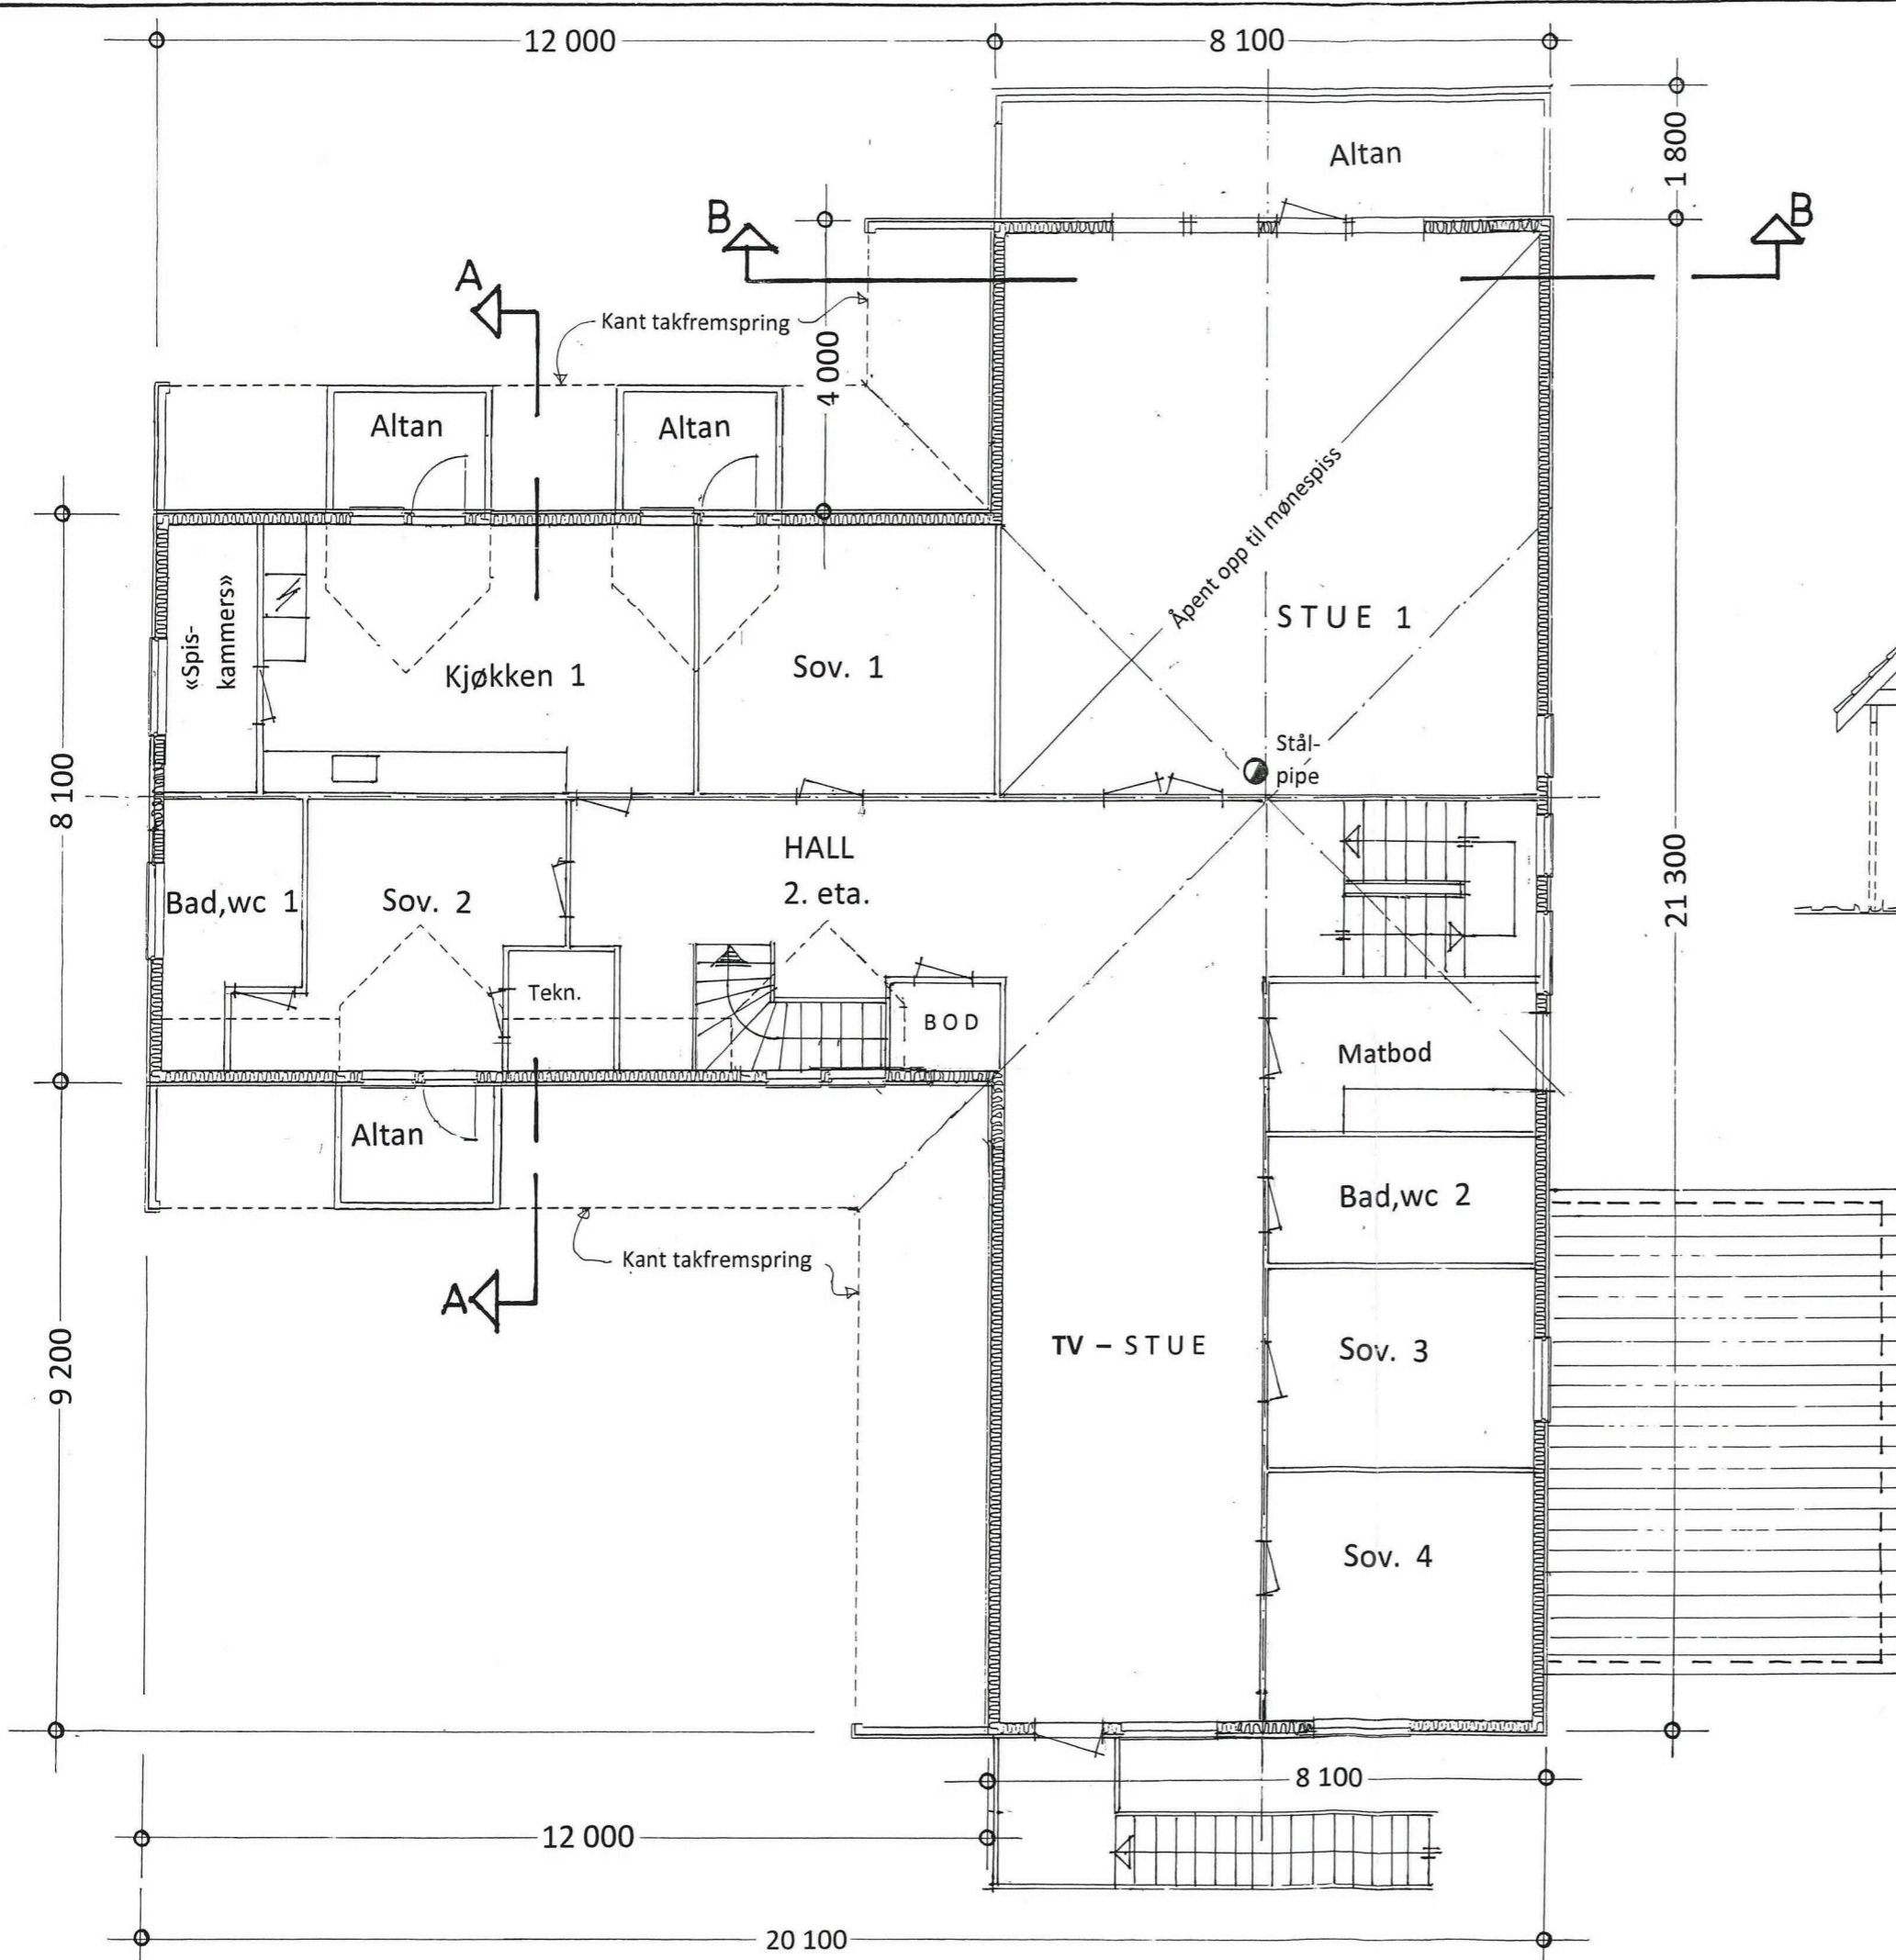 12 000
8 100
1 800
Altan
B
B
A
Kant takfremspring
4 000
Altan
Altan
Åpent opp til mønespiss
«Spis-
kammers»
Kjøkken 1
Sov. 1
STUE 1
Stål-
pipe
8 100
HALL
2. eta.
Bad,wc 1
Sov. 2
21 300
Tekn.
BOD
Matbod
Altan
Bad,wc 2
Kant takfremspring
A
TV – STUE
Sov. 3
9 200
Sov. 4
8 100
12 000
20 100